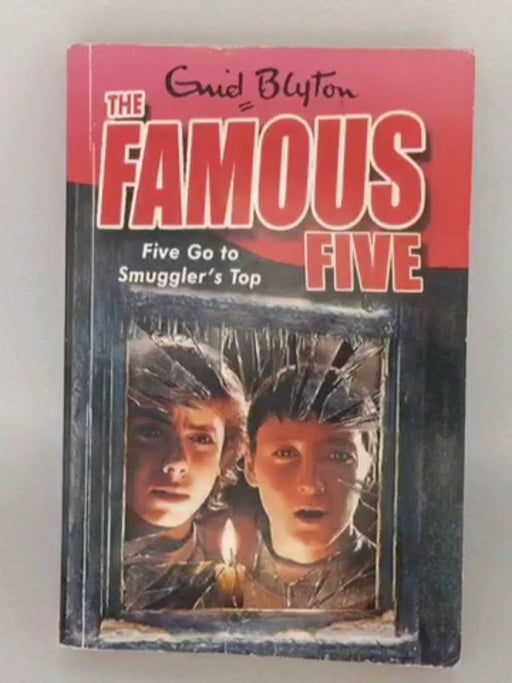 Enid Blyton
THE
FAMOUS
FIVE
Five Go to
Smuggler's Top